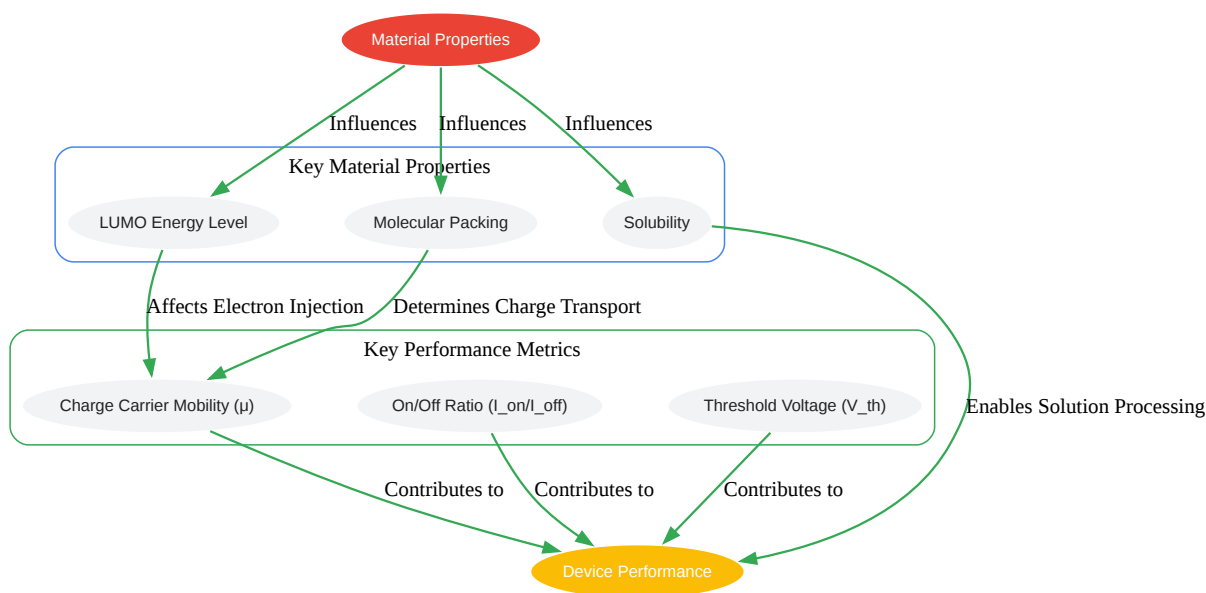 Material Properties
Influences
Influences
Influences
Key Material Properties
LUMO Energy Level
Molecular Packing
Solubility
Affects Electron Injection
Determines Charge Transport
Key Performance Metrics
Charge Carrier Mobility (μ)
On/Off Ratio (I_on/I_off)
Threshold Voltage (V_th)
Enables Solution Processing
Contributes to
Contributes to
Contributes to
Device Performance